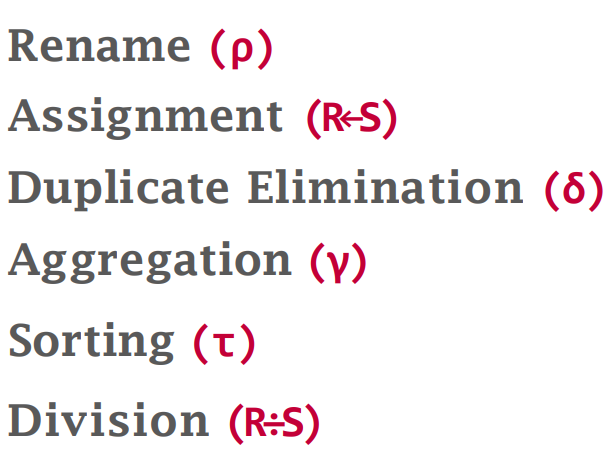 Rename (ρ)
Assignment (R←S)
Duplicate Elimination (δ)
Aggregation (γ)
Sorting (τ)
Division (R÷S)